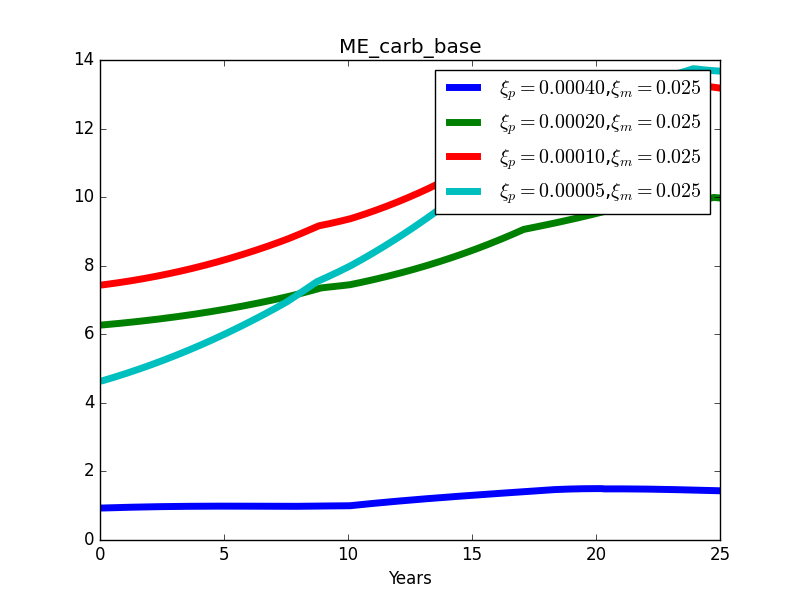 ME_carb_base
14
12
10
8
6
4
2
0
ξp = 0.00040,ξm = 0.025
ξp = 0.00020,ξm = 0.025
ξp = 0.00010,ξm = 0.025
ξp = 0.00005,ξm = 0.025
0 5 10 15 20 25
Years